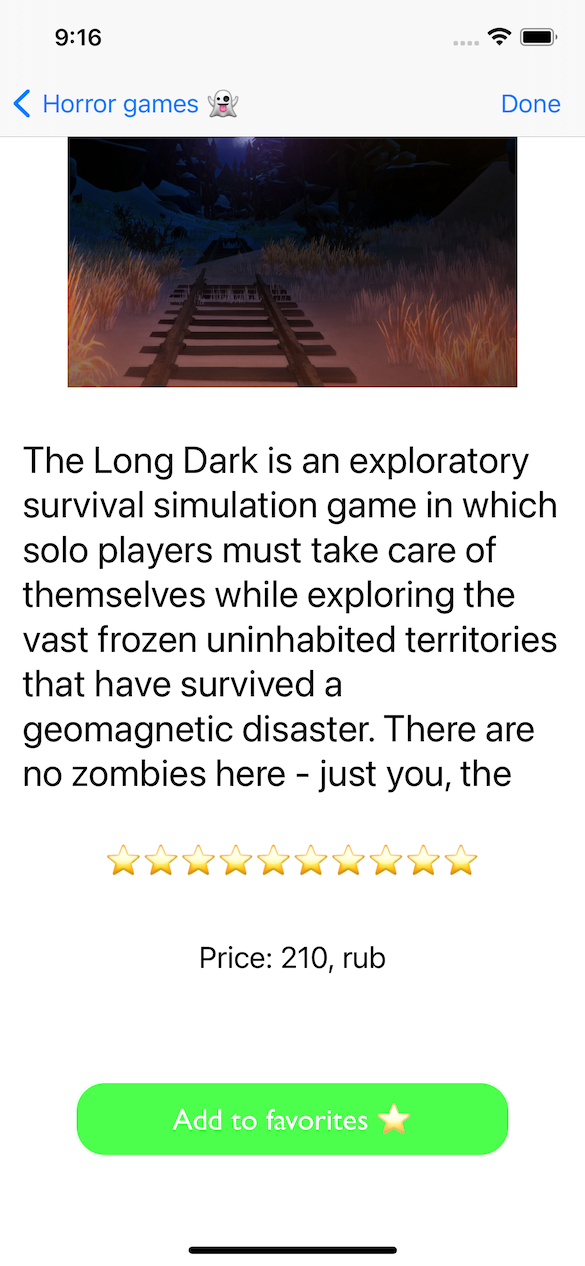 9:16
Horror games 👻
Done
The Long Dark is an exploratory
survival simulation game in which
solo players must take care of
themselves while exploring the
vast frozen uninhabited territories
that have survived a
geomagnetic disaster. There are
no zombies here - just you, the
⭐⭐⭐⭐⭐⭐⭐⭐⭐⭐
Price: 210, rub
Add to favorites ⭐